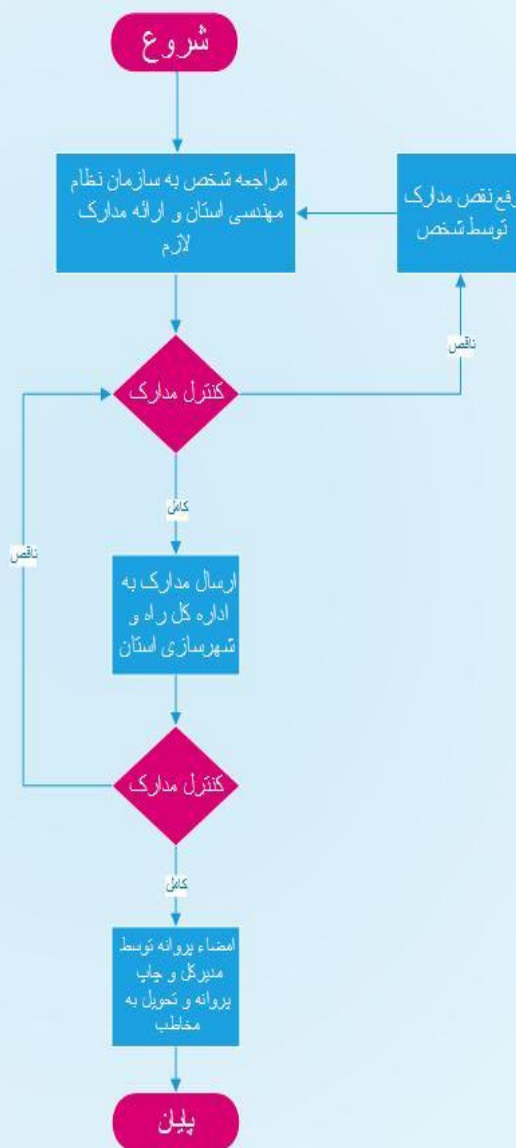 شروع
مراجعه شخص به سازمان نظام
مهندسی استان و ارائه مدارک
لازم
رفع نقص مدارک
توسط شخص
ناقص
کنترل مدارک
کامل
ناقص
ارسال مدارک به
اداره کل راه و
شهرسازی استان
کنترل مدارک
کامل
امضاء پروانه توسط
مدیرکل و چاپ
پروانه و تحویل به
مخاطب
پایان